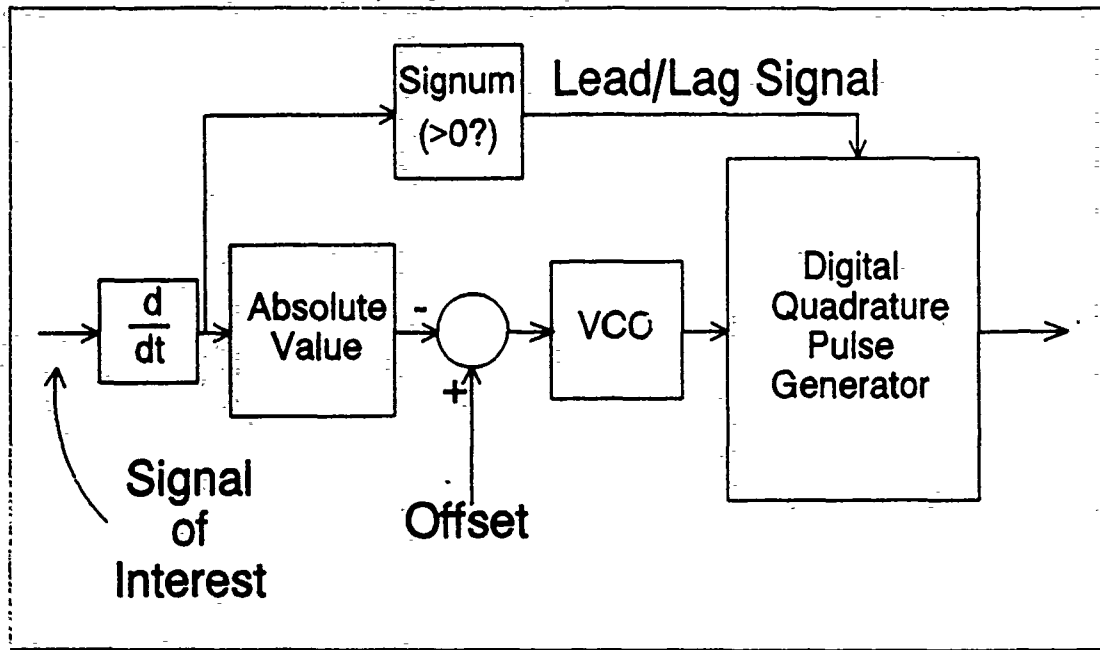 Signum
(>0?)
Lead/Lag Signal
d
dt
Absolute
Value
-
+
VCO
Digital
Quadrature
Pulse
Generator
Signal
of
Interest
Offset